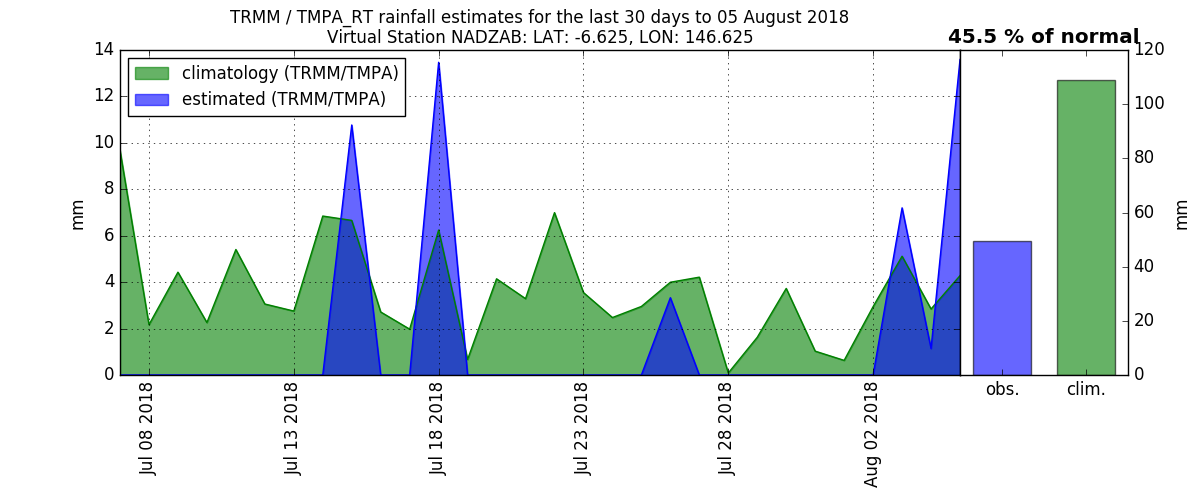 TRMM / TMPA_RT rainfall estimates for the last 30 days to 05 August 2018
Virtual Station NADZAB: LAT: -6.625, LON: 146.625
45.5 % of normal
climatology (TRMM/TMPA)
estimated (TRMM/TMPA)
14
12
10
8
6
4
2
0
mm
Jul 08 2018
Jul 13 2018
Jul 18 2018
Jul 23 2018
Jul 28 2018
Aug 02 2018
120
100
80
60
40
20
0
mm
obs.
clim.